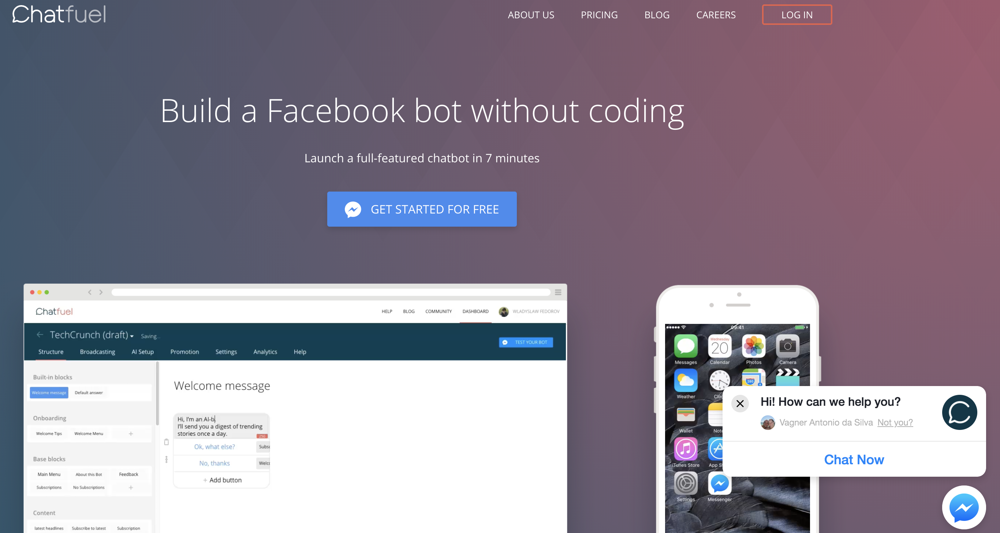 Chatfuel
ABOUT US PRICING BLOG CAREERS LOG IN
Build a Facebook bot without coding
Launch a full-featured chatbot in 7 minutes
GET STARTED FOR FREE
Chatfuel
HELP BLOG COMMUNITY DASHBOARD WLADYSLAW FEDOROV
TechCrunch (draft) Saving...
TEST YOUR BOT
Structure Broadcasting AI Setup Promotion Settings Analytics Help
Built-in blocks
Welcome message Default answer
Onboarding
Welcome Tips Welcome Menu +
Base blocks
Main Menu About this Bot Feedback
Subscriptions No Subscriptions +
Content
latest headlines Subscribe to latest Subscription
Welcome message
Hi, I'm an AI-b
I'll send you a digest of trending
stories once a day.
250
Ok, what else? Subsc
No, thanks Welc
+ Add button
09:41
Wednesday
20
Messages Calendar Photos Camera
280
Weather Cloc
Wallet Note
iTunes Store App S
Settings Messenger
Hi! How can we help you?
Vagner Antonio da Silva Not you?
Chat Now